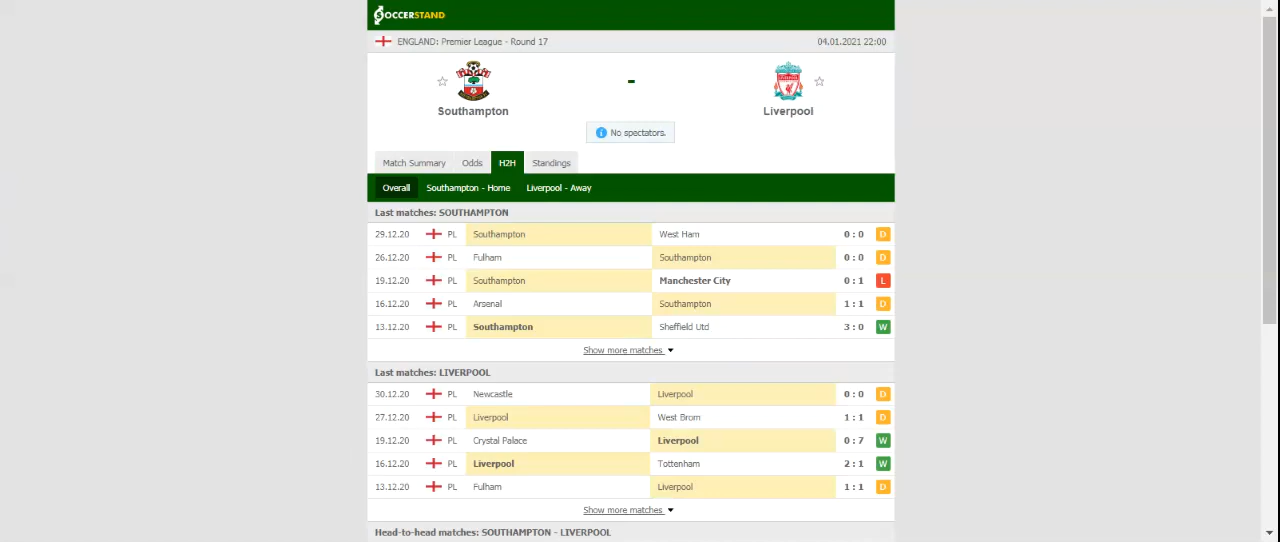 SOCCERSTAND
ENGLAND: Premier League - Round 17 04.01.2021 22:00
-
Southampton Liverpool
No spectators.
Match Summary Odds H2H Standings
Overall Southampton - Home Liverpool - Away
Last matches: SOUTHAMPTON
29.12.20 PL Southampton West Ham 0 : 0 D
26.12.20 PL Fulham Southampton 0 : 0 D
19.12.20 PL Southampton Manchester City 0 : 1 L
16.12.20 PL Arsenal Southampton 1 : 1 D
13.12.20 PL Southampton Sheffield Utd 3 : 0 W
Show more matches
Last matches: LIVERPOOL
30.12.20 PL Newcastle Liverpool 0 : 0 D
27.12.20 PL Liverpool West Brom 1 : 1 D
19.12.20 PL Crystal Palace Liverpool 0 : 7 W
16.12.20 PL Liverpool Tottenham 2 : 1 W
13.12.20 PL Fulham Liverpool 1 : 1 D
Show more matches
Head-to-head matches: SOUTHAMPTON - LIVERPOOL